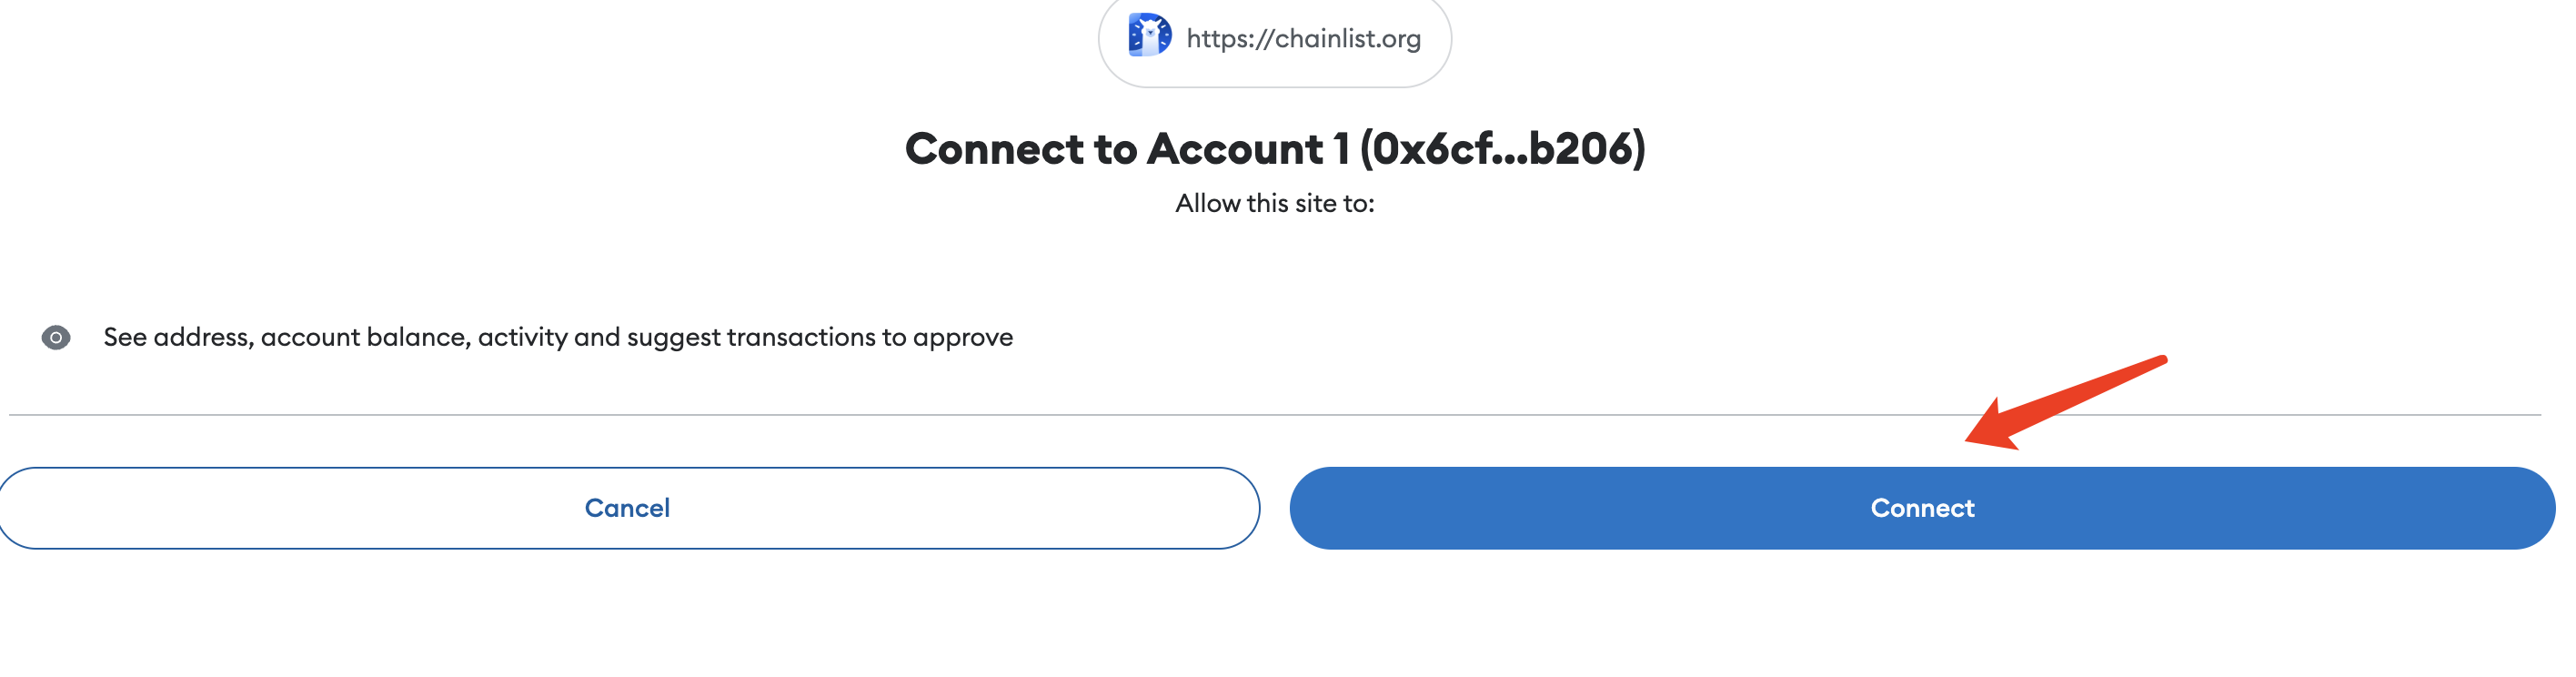 https://chainlist.org
Connect to Account 1 (0x6cf...b206)
Allow this site to:
See address, account balance, activity and suggest transactions to approve
Cancel
Connect